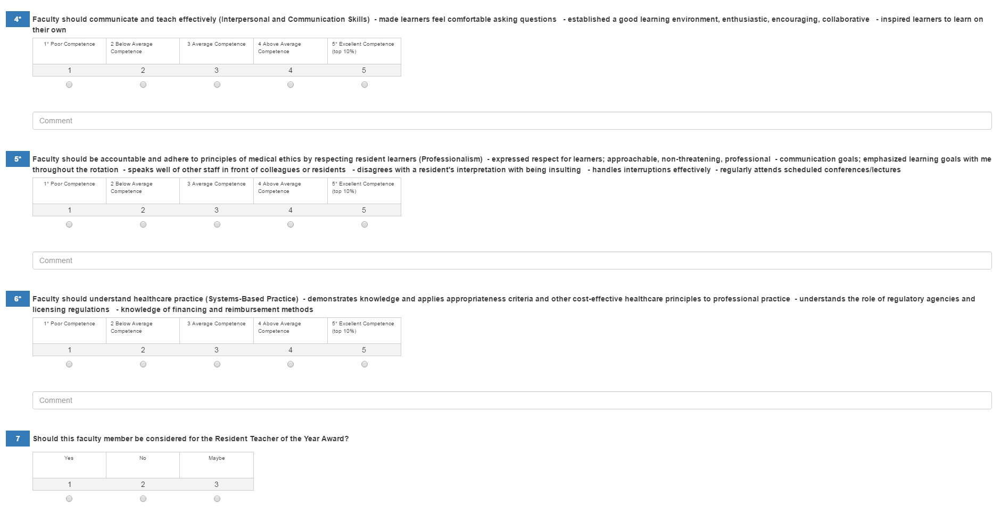 4* Faculty should communicate and teach effectively (Interpersonal and Communication Skills) - made learners feel comfortable asking questions - established a good learning environment, enthusiastic, encouraging, collaborative - inspired learners to learn on
their own
1* Poor Competence 2 Below Average Competence 3 Average Competence 4 Above Average Competence 5* Excellent Competence (top 10%)
1 2 3 4 5
Comment
5* Faculty should be accountable and adhere to principles of medical ethics by respecting resident learners (Professionalism) - expressed respect for learners; approachable, non-threatening, professional - communication goals; emphasized learning goals with me
throughout the rotation - speaks well of other staff in front of colleagues or residents - disagrees with a resident's interpretation with being insulting - handles interruptions effectively - regularly attends scheduled conferences/lectures
1* Poor Competence 2 Below Average Competence 3 Average Competence 4 Above Average Competence 5* Excellent Competence (top 10%)
1 2 3 4 5
Comment
6* Faculty should understand healthcare practice (Systems-Based Practice) - demonstrates knowledge and applies appropriateness criteria and other cost-effective healthcare principles to professional practice - understands the role of regulatory agencies and
licensing regulations - knowledge of financing and reimbursement methods
1* Poor Competence 2 Below Average Competence 3 Average Competence 4 Above Average Competence 5* Excellent Competence (top 10%)
1 2 3 4 5
Comment
7 Should this faculty member be considered for the Resident Teacher of the Year Award?
Yes No Maybe
1 2 3